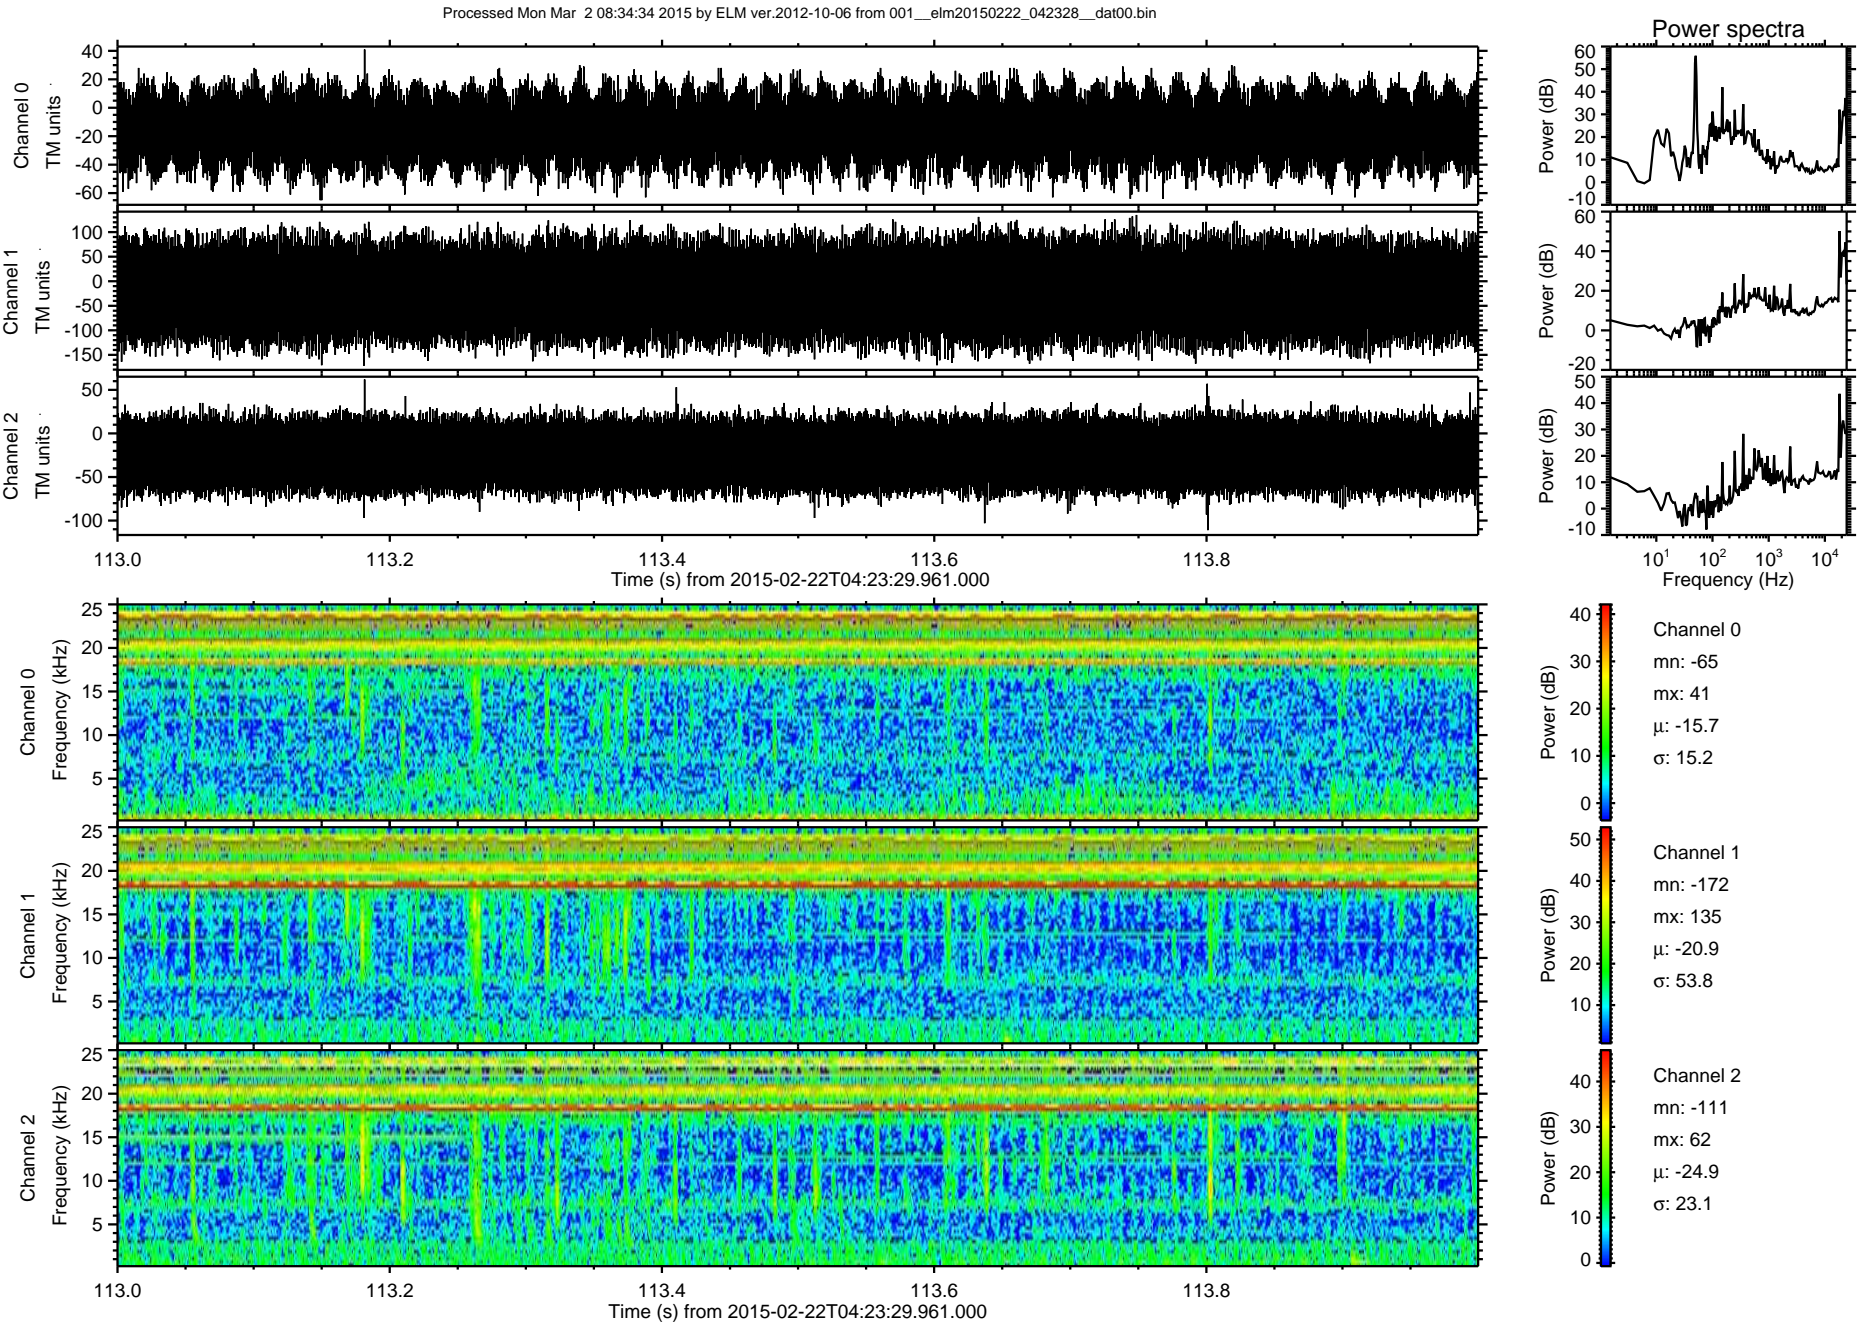 Processed Mon Mar  2 08:34:34 2015 by ELM ver.2012-10-06 from 001__elm20150222_042328__dat00.bin
Power spectra
Channel 0
TM units
40
20
0
-20
-40
-60
Power (dB)
60
50
40
30
20
10
0
-10
Channel 1
TM units
100
50
0
-50
-100
-150
Power (dB)
60
40
20
0
-20
Channel 2
TM units
50
0
-50
-100
Power (dB)
50
40
30
20
10
0
-10
113.0 113.2 113.4 113.6 113.8
Time (s) from 2015-02-22T04:23:29.961.000
10¹ 10² 10³ 10⁴
Frequency (Hz)
Channel 0
Frequency (kHz)
25
20
15
10
5
Power (dB)
40
30
20
10
0
Channel 0
mn: -65
mx: 41
μ: -15.7
σ: 15.2
Channel 1
Frequency (kHz)
25
20
15
10
5
Power (dB)
50
40
30
20
10
Channel 1
mn: -172
mx: 135
μ: -20.9
σ: 53.8
Channel 2
Frequency (kHz)
25
20
15
10
5
Power (dB)
40
30
20
10
0
Channel 2
mn: -111
mx: 62
μ: -24.9
σ: 23.1
113.0 113.2 113.4 113.6 113.8
Time (s) from 2015-02-22T04:23:29.961.000